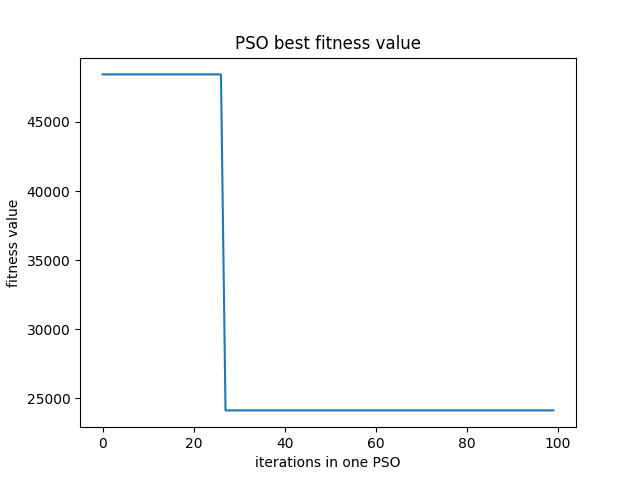 PSO best fitness value
fitness value
45000
40000
35000
30000
25000
0 20 40 60 80 100
iterations in one PSO